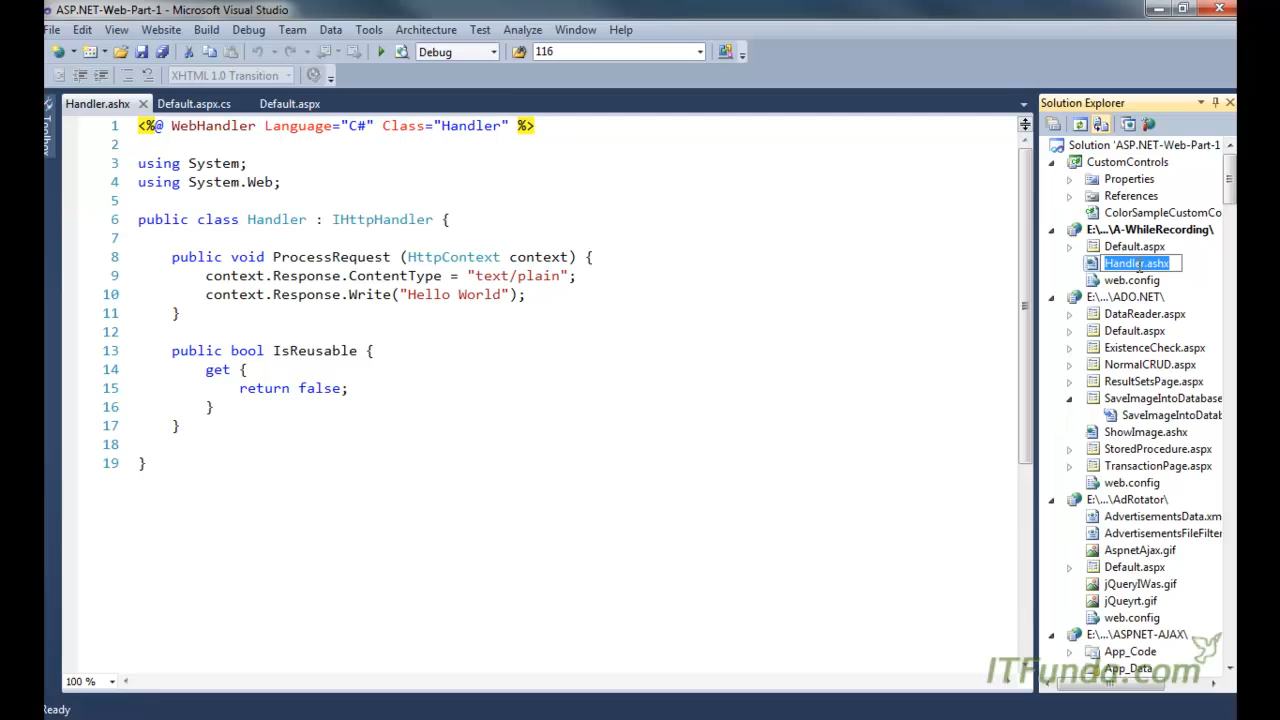 ASP.NET-Web-Part-1 - Microsoft Visual Studio
File Edit View Website Build Debug Team Data Tools Architecture Test Analyze Window Help
Debug 116
XHTML 1.0 Transition
Handler.ashx Default.aspx.cs Default.aspx
Toolbox
1 <%@ WebHandler Language="C#" Class="Handler" %>
2
3 using System;
4 using System.Web;
5
6 public class Handler : IHttpHandler {
7
8 public void ProcessRequest (HttpContext context) {
9 context.Response.ContentType = "text/plain";
10 context.Response.Write("Hello World");
11 }
12
13 public bool IsReusable {
14 get {
15 return false;
16 }
17 }
18
19 }
100 %
Ready
Solution Explorer
Solution 'ASP.NET-Web-Part-1
CustomControls
Properties
References
ColorSampleCustomCo
E:\...\A-WhileRecording\
Default.aspx
Handler.ashx
web.config
E:\...\ADO.NET\
DataReader.aspx
Default.aspx
ExistenceCheck.aspx
NormalCRUD.aspx
ResultSetsPage.aspx
SaveImageIntoDatabase
SaveImageIntoDatab
ShowImage.ashx
StoredProcedure.aspx
TransactionPage.aspx
web.config
E:\...\AdRotator\
AdvertisementsData.xm
AdvertisementsFileFilter
AspnetAjax.gif
Default.aspx
jQueryIWas.gif
jQueyrt.gif
web.config
E:\...\ASPNET-AJAX\
App_Code
App_Data
ITFunda.com